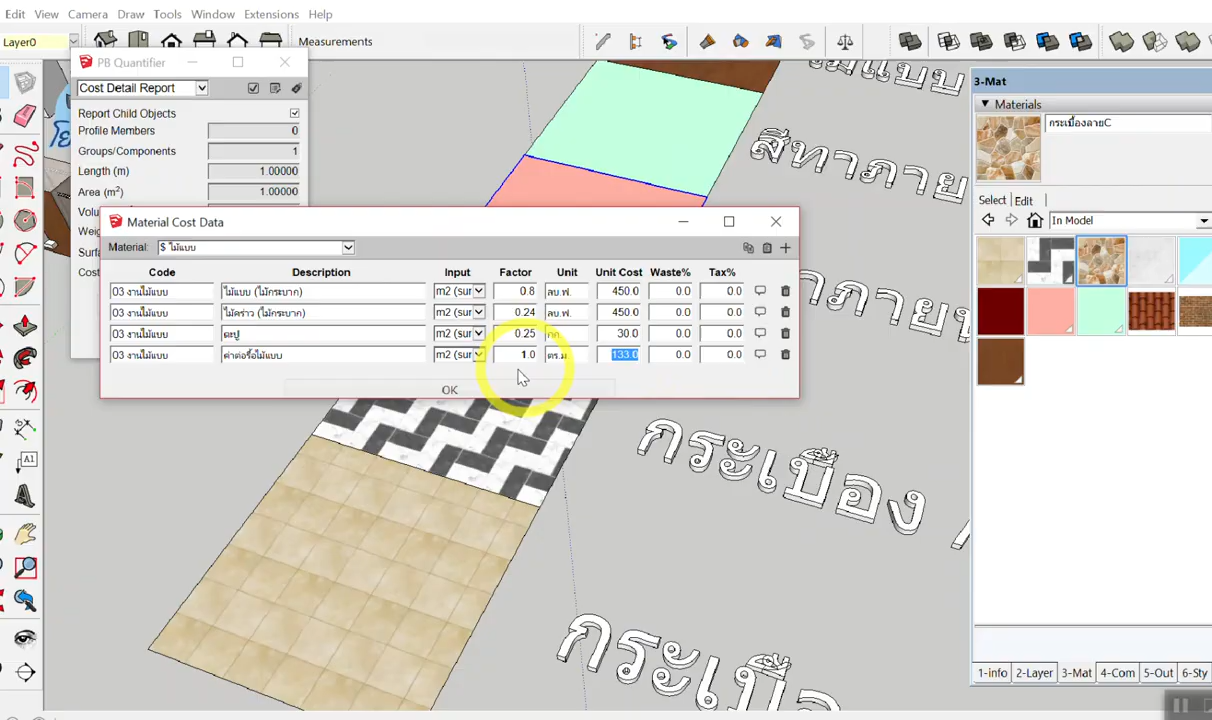 Edit View Camera Draw Tools Window Extensions Help
Layer0
Measurements
PB Quantifier
Cost Detail Report
Report Child Objects
Profile Members 0
Groups/Components 1
Length (m) 1.00000
Area (m²) 1.00000
Material Cost Data
Material: $ ไม้แบบ
Code Description Input Factor Unit Unit Cost Waste% Tax%
03 งานไม้แบบ ไม้แบบ (ไม้กระบาก) m2 (sur 0.8 ลบ.ฟ. 450.0 0.0 0.0
03 งานไม้แบบ ไม้คร่าว (ไม้กระบาก) m2 (sur 0.24 ลบ.ฟ. 450.0 0.0 0.0
03 งานไม้แบบ ตะปู m2 (sur 0.25 กก. 30.0 0.0 0.0
03 งานไม้แบบ ค่าต่อรื้อไม้แบบ m2 (sur 1.0 ตร.ม. 133.0 0.0 0.0
OK
3-Mat
Materials
กระเบื้องลายC
Select Edit
In Model
สีทาภาย
กระเบื้อง
กระเบื้อ
A1
1-info 2-Layer 3-Mat 4-Com 5-Out 6-Sty